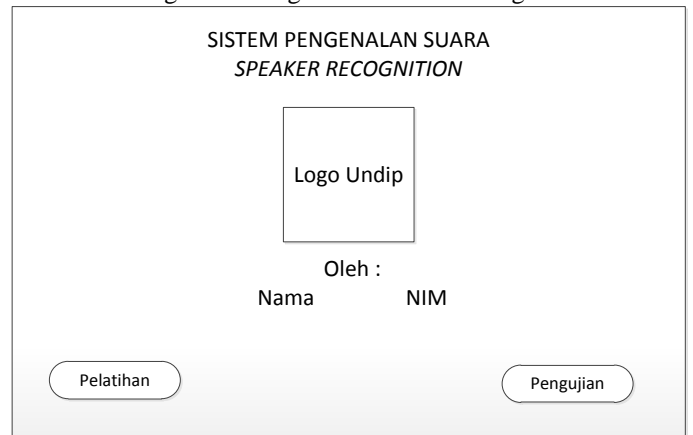 SISTEM PENGENALAN SUARA
SPEAKER RECOGNITION
Logo Undip
Oleh :
Nama NIM
Pelatihan Pengujian